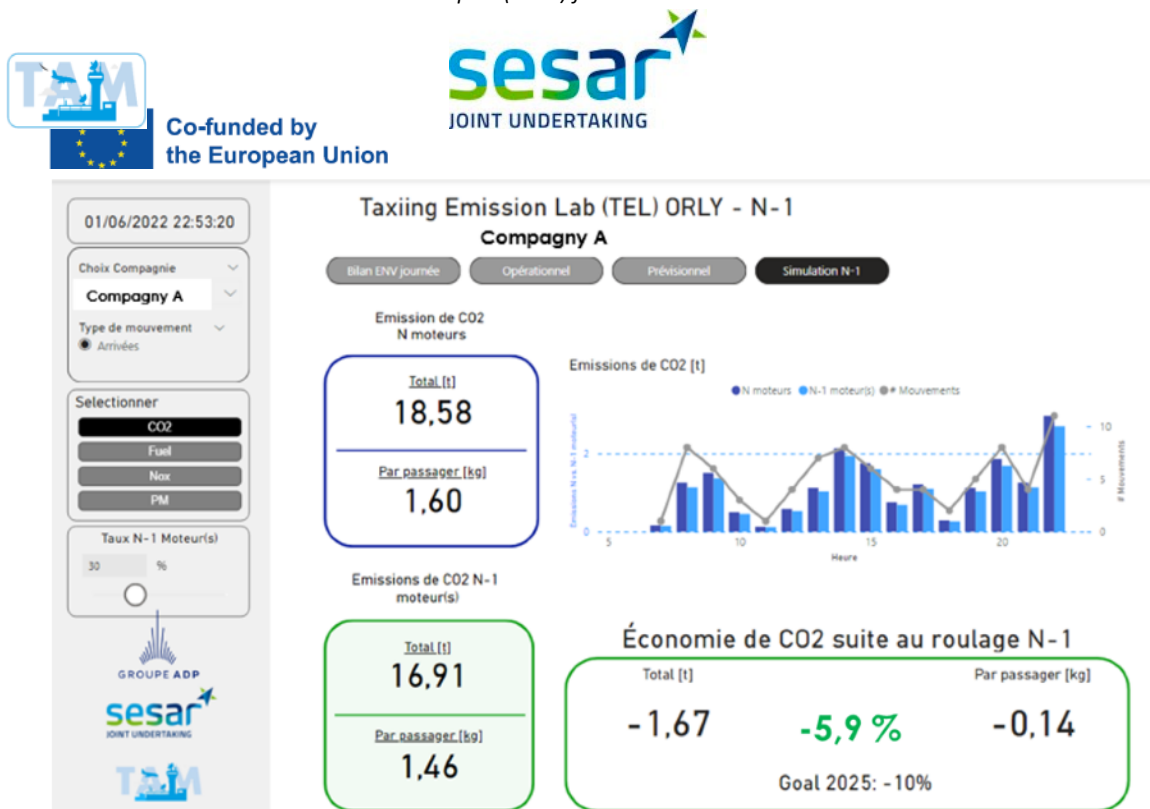 TAM
sesar
JOINT UNDERTAKING
Co-funded by
the European Union
Taxiing Emission Lab (TEL) ORLY - N-1
Compagny A
Bilan ENV journée
Opérationnel
Prévisionnel
Simulation N-1
01/06/2022 22:53:20
Choix Compagnie
Compagny A
Type de mouvement
Arrivées
Selectionner
CO2
Fuel
Nox
PM
Taux N-1 Moteur(s)
30 %
GROUPE ADP
sesar
JOINT UNDERTAKING
TAM
Emission de CO2
N moteurs
Total [t]
18,58
Par passager [kg]
1,60
Emissions de CO2 [t]
N moteurs N-1 moteur(s) # Mouvements
Emissions N vs. N-1 moteur(s)
2
0
5 10 15 20
Heure
10
5
0
# Mouvements
Emissions de CO2 N-1
moteur(s)
Total [t]
16,91
Par passager [kg]
1,46
Économie de CO2 suite au roulage N-1
Total [t]
Par passager [kg]
-1,67
-5,9 %
-0,14
Goal 2025: -10%